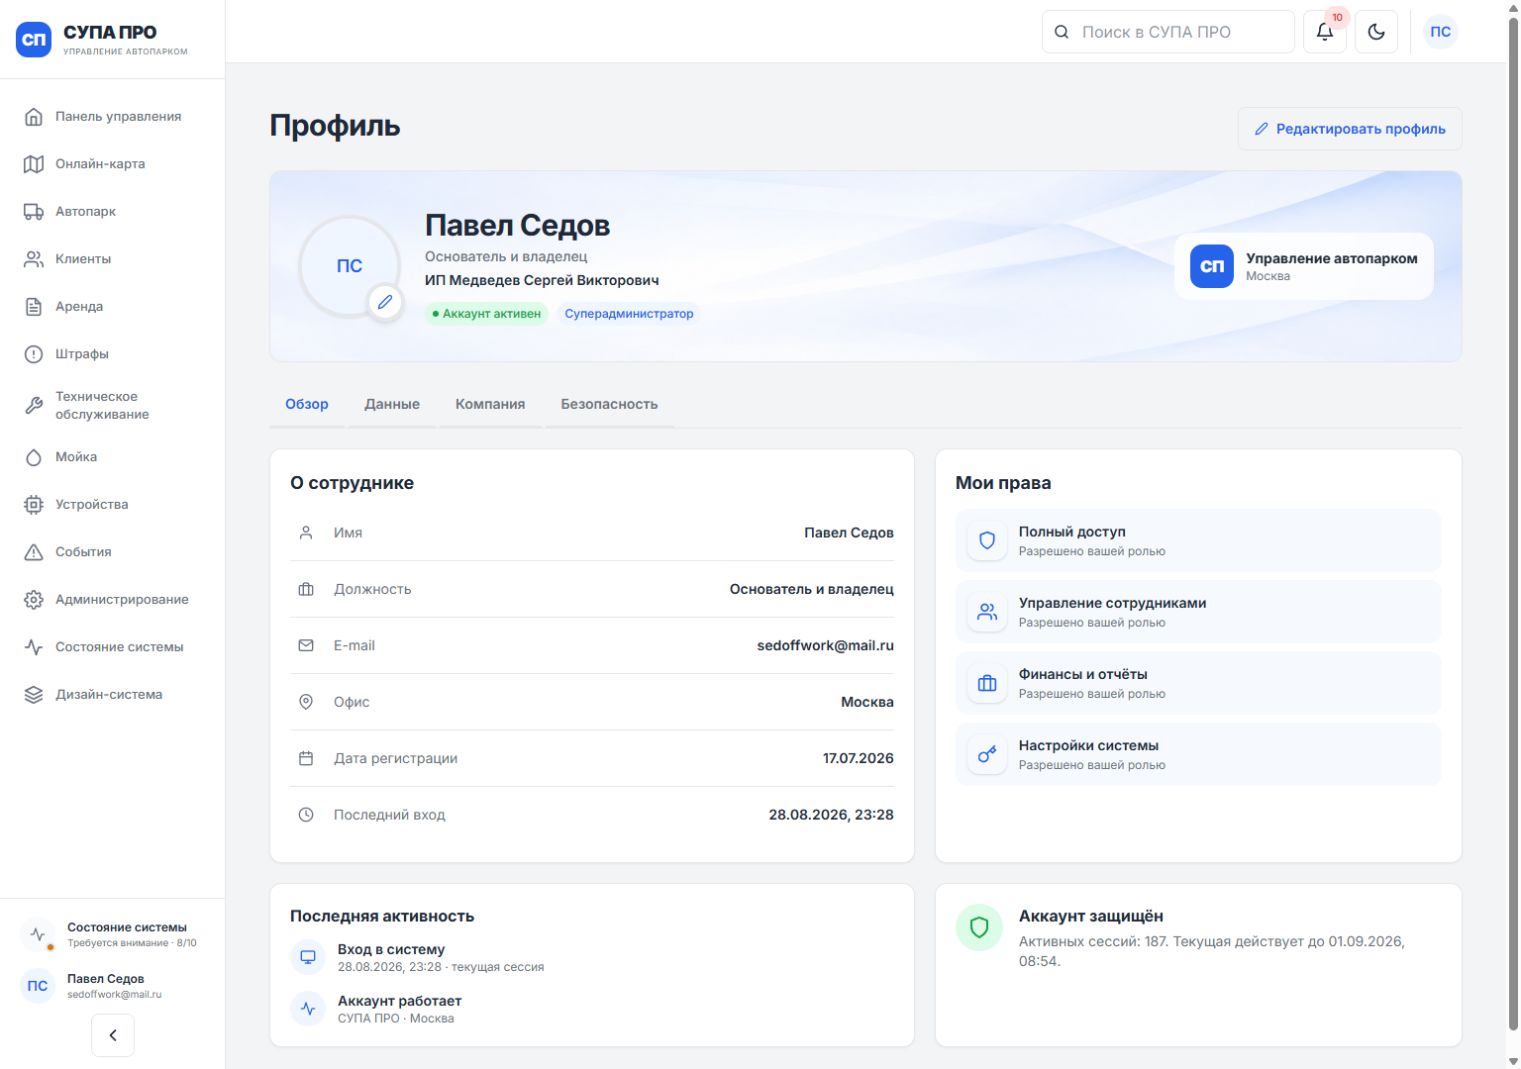 СП
СУПА ПРО
УПРАВЛЕНИЕ АВТОПАРКОМ
Поиск в СУПА ПРО
10
ПС
Панель управления
Онлайн-карта
Автопарк
Клиенты
Аренда
Штрафы
Техническое
обслуживание
Мойка
Устройства
События
Администрирование
Состояние системы
Дизайн-система
Состояние системы
Требуется внимание · 8/10
ПС
Павел Седов
sedoffwork@mail.ru
Профиль
Редактировать профиль
ПС
Павел Седов
Основатель и владелец
ИП Медведев Сергей Викторович
Аккаунт активен
Суперадминистратор
СП
Управление автопарком
Москва
Обзор
Данные
Компания
Безопасность
О сотруднике
Имя
Павел Седов
Должность
Основатель и владелец
E-mail
sedoffwork@mail.ru
Офис
Москва
Дата регистрации
17.07.2026
Последний вход
28.08.2026, 23:28
Мои права
Полный доступ
Разрешено вашей ролью
Управление сотрудниками
Разрешено вашей ролью
Финансы и отчёты
Разрешено вашей ролью
Настройки системы
Разрешено вашей ролью
Последняя активность
Вход в систему
28.08.2026, 23:28 · текущая сессия
Аккаунт работает
СУПА ПРО · Москва
Аккаунт защищён
Активных сессий: 187. Текущая действует до 01.09.2026,
08:54.